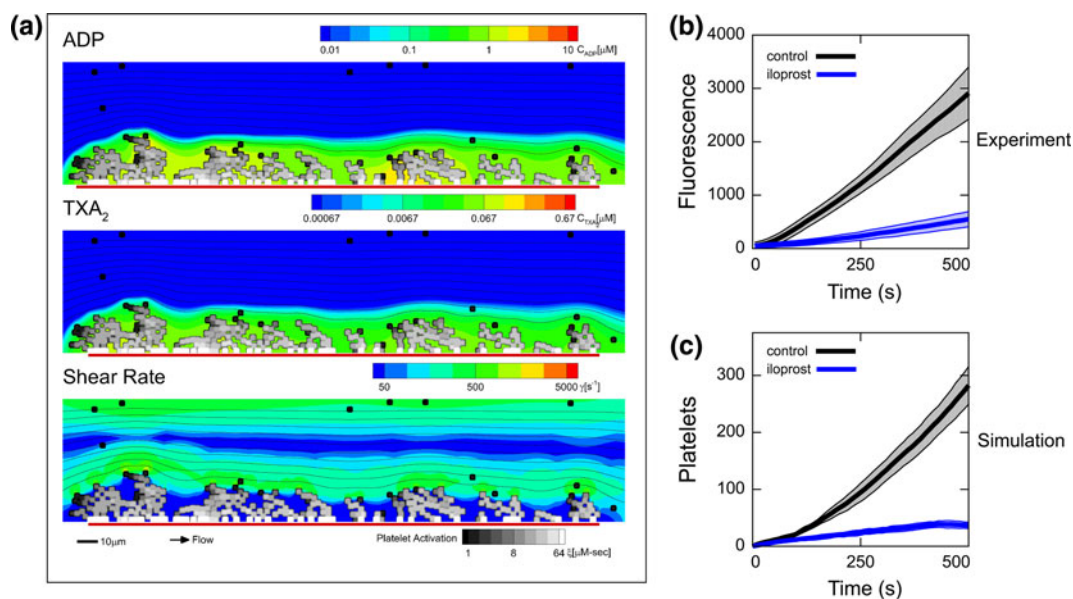 (a)
ADP
0.01 0.1 1 10 C_ADP[μM]
TXA₂
0.00067 0.0067 0.067 0.67 C_TXA₂[μM]
Shear Rate
50 500 5000 γ[s⁻¹]
10μm
Flow
Platelet Activation
1 8 64 ξ[μM-sec]
(b)
4000
3000
2000
1000
0
Fluorescence
control
iloprost
0 250 500
Time (s)
Experiment
(c)
300
200
100
0
Platelets
control
iloprost
0 250 500
Time (s)
Simulation